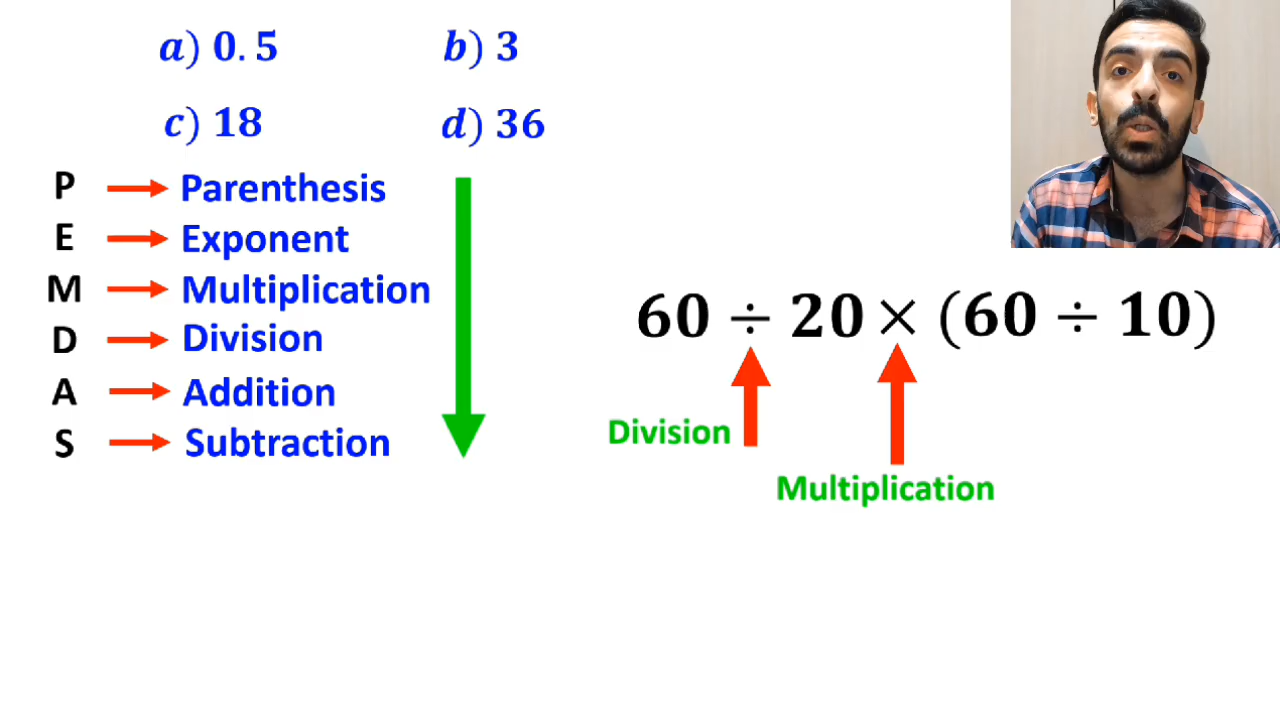 a) 0.5 b) 3
c) 18 d) 36
P → Parenthesis
E → Exponent
M → Multiplication
D → Division
A → Addition
S → Subtraction
60 ÷ 20 × (60 ÷ 10)
Division
Multiplication